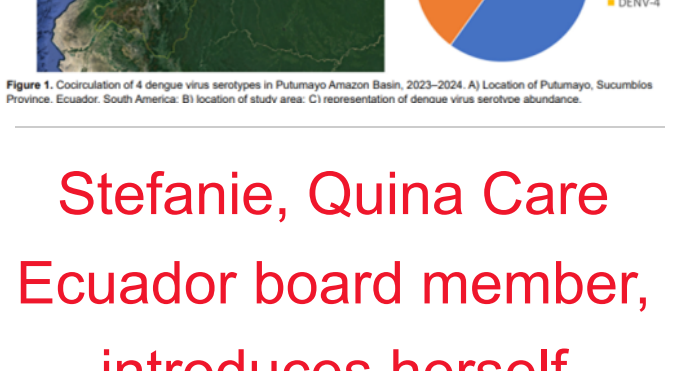 DENV-4
Figure 1. Cocirculation of 4 dengue virus serotypes in Putumayo Amazon Basin, 2023–2024. A) Location of Putumayo, Sucumbios
Province, Ecuador, South America; B) location of study area; C) representation of dengue virus serotype abundance.
Stefanie, Quina Care
Ecuador board member,
introduces herself